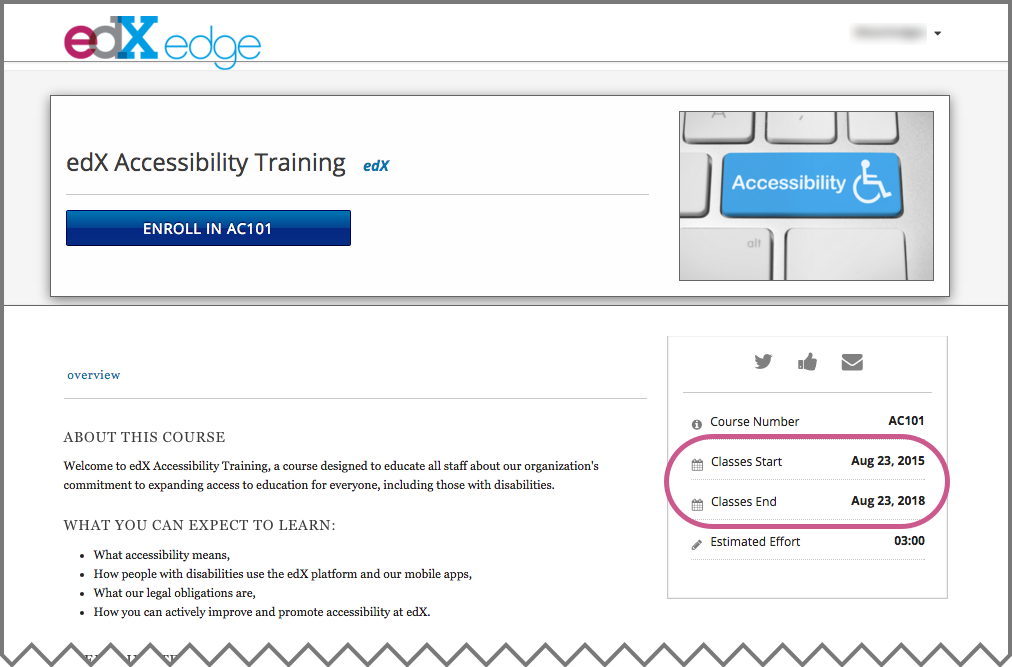 edX edge
edX Accessibility Training edX
ENROLL IN AC101
Accessibility
alt
overview
ABOUT THIS COURSE
Welcome to edX Accessibility Training, a course designed to educate all staff about our organization's
commitment to expanding access to education for everyone, including those with disabilities.
WHAT YOU CAN EXPECT TO LEARN:
What accessibility means,
How people with disabilities use the edX platform and our mobile apps,
What our legal obligations are,
How you can actively improve and promote accessibility at edX.
Course Number AC101
Classes Start Aug 23, 2015
Classes End Aug 23, 2018
Estimated Effort 03:00